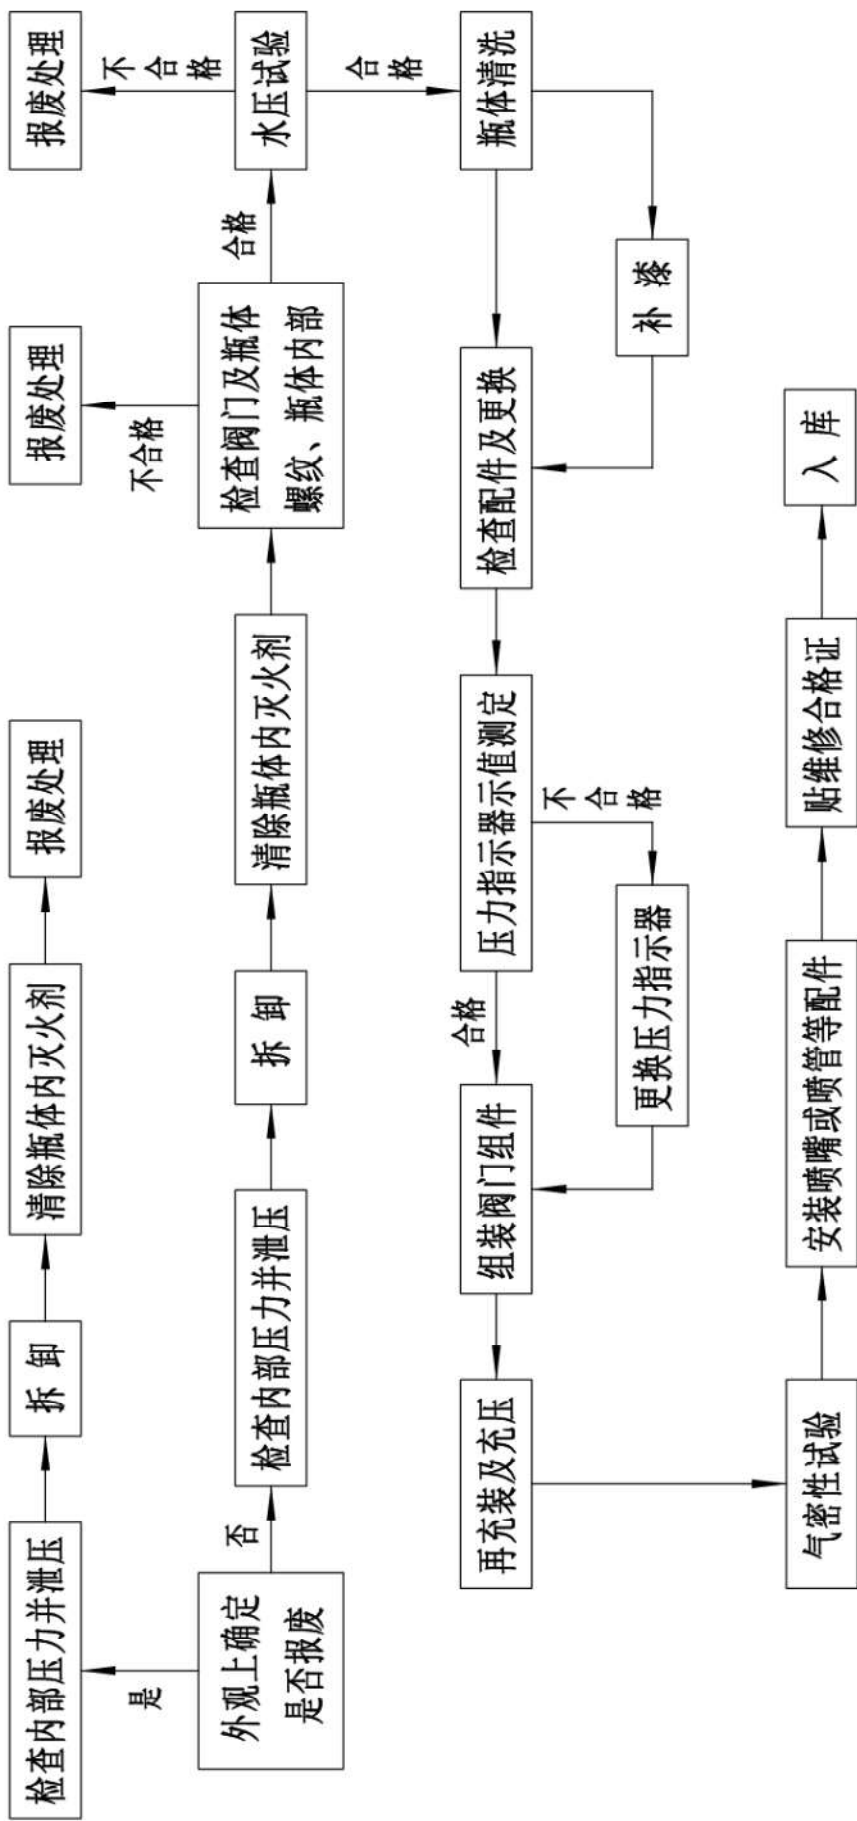 检查内部压力并泄压
拆 卸
清除瓶体内灭火剂
报废处理
报废处理
报废处理
是
不合格
不合格
外观上确定
是否报废
否
检查内部压力并泄压
拆 卸
清除瓶体内灭火剂
检查阀门及瓶体
螺纹、瓶体内部
合格
水压试验
合格
再充装及充压
组装阀门组件
合格
压力指示器示值测定
检查配件及更换
瓶体清洗
不合格
更换压力指示器
补 漆
气密性试验
安装喷嘴或喷管等配件
贴维修合格证
入 库